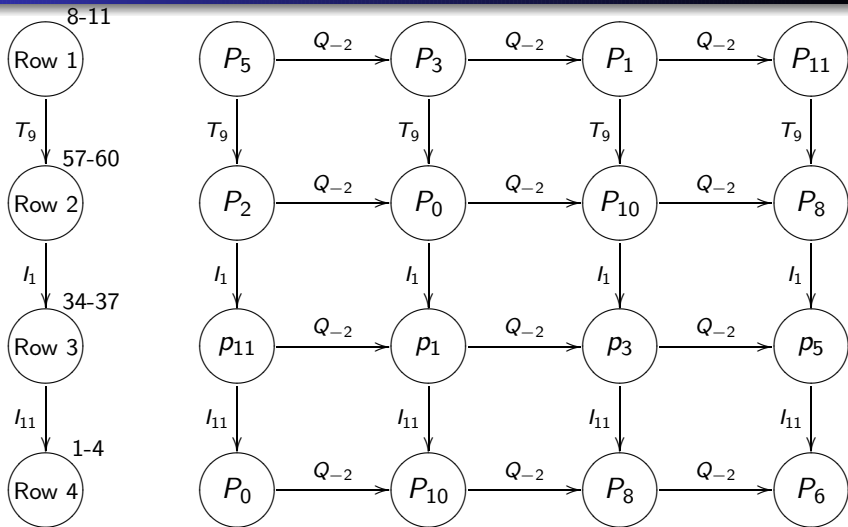 8-11
Row 1 P₅ Q₋₂ P₃ Q₋₂ P₁ Q₋₂ P₁₁
T₉ T₉ T₉ T₉ T₉
57-60
Row 2 P₂ Q₋₂ P₀ Q₋₂ P₁₀ Q₋₂ P₈
I₁ I₁ I₁ I₁ I₁
34-37
Row 3 p₁₁ Q₋₂ p₁ Q₋₂ p₃ Q₋₂ p₅
I₁₁ I₁₁ I₁₁ I₁₁ I₁₁
1-4
Row 4 P₀ Q₋₂ P₁₀ Q₋₂ P₈ Q₋₂ P₆